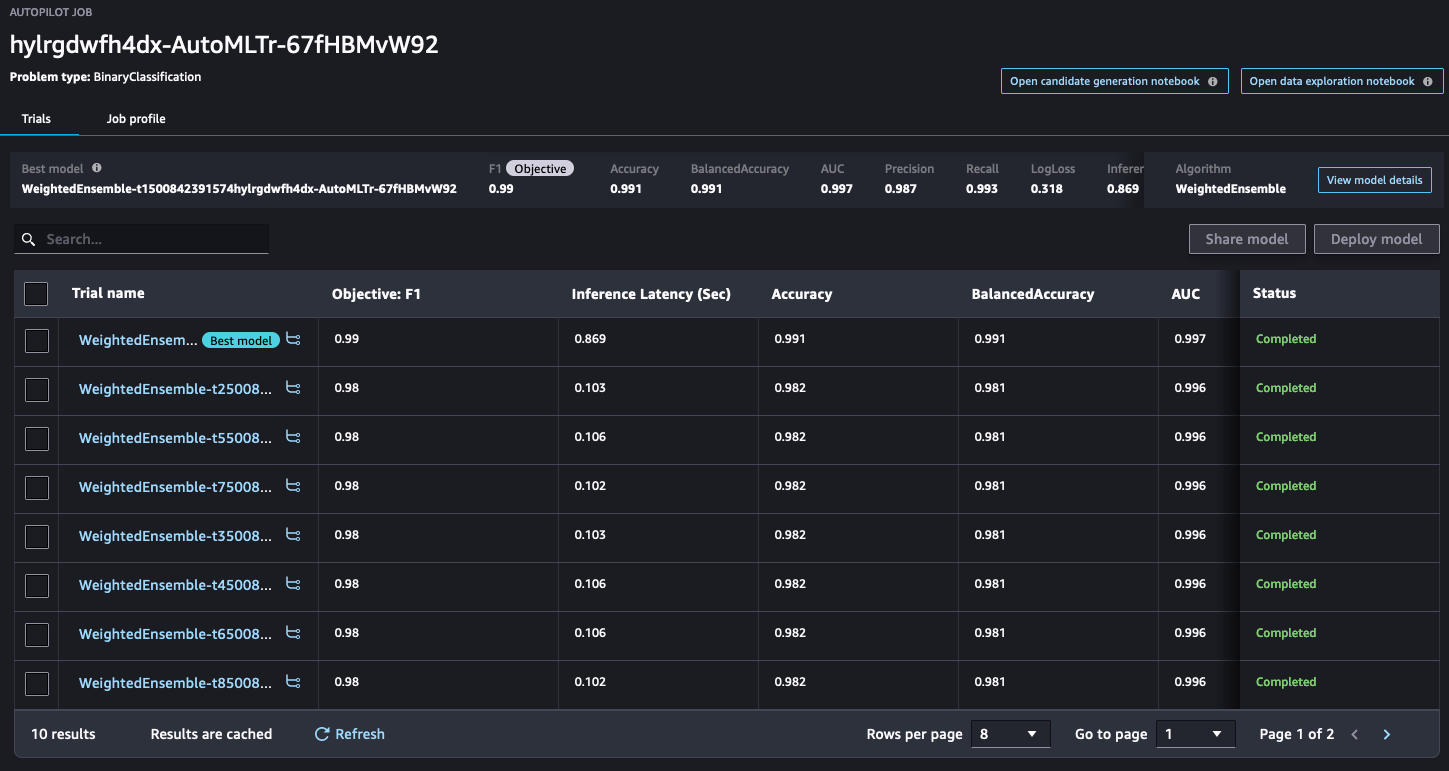 AUTOPILOT JOB
hylrgdwfh4dx-AutoMLTr-67fHBMvW92
Problem type: BinaryClassification
Open candidate generation notebook
Open data exploration notebook
Trials Job profile
Best model F1 Objective Accuracy BalancedAccuracy AUC Precision Recall LogLoss Inferer Algorithm
WeightedEnsemble-t1500842391574hylrgdwfh4dx-AutoMLTr-67fHBMvW92 0.99 0.991 0.991 0.997 0.987 0.993 0.318 0.869 WeightedEnsemble
View model details
Search...
Share model Deploy model
Trial name Objective: F1 Inference Latency (Sec) Accuracy BalancedAccuracy AUC Status
WeightedEnsem... Best model 0.99 0.869 0.991 0.991 0.997 Completed
WeightedEnsemble-t25008... 0.98 0.103 0.982 0.981 0.996 Completed
WeightedEnsemble-t55008... 0.98 0.106 0.982 0.981 0.996 Completed
WeightedEnsemble-t75008... 0.98 0.102 0.982 0.981 0.996 Completed
WeightedEnsemble-t35008... 0.98 0.103 0.982 0.981 0.996 Completed
WeightedEnsemble-t45008... 0.98 0.106 0.982 0.981 0.996 Completed
WeightedEnsemble-t65008... 0.98 0.106 0.982 0.981 0.996 Completed
WeightedEnsemble-t85008... 0.98 0.102 0.982 0.981 0.996 Completed
10 results Results are cached Refresh Rows per page 8 Go to page 1 Page 1 of 2